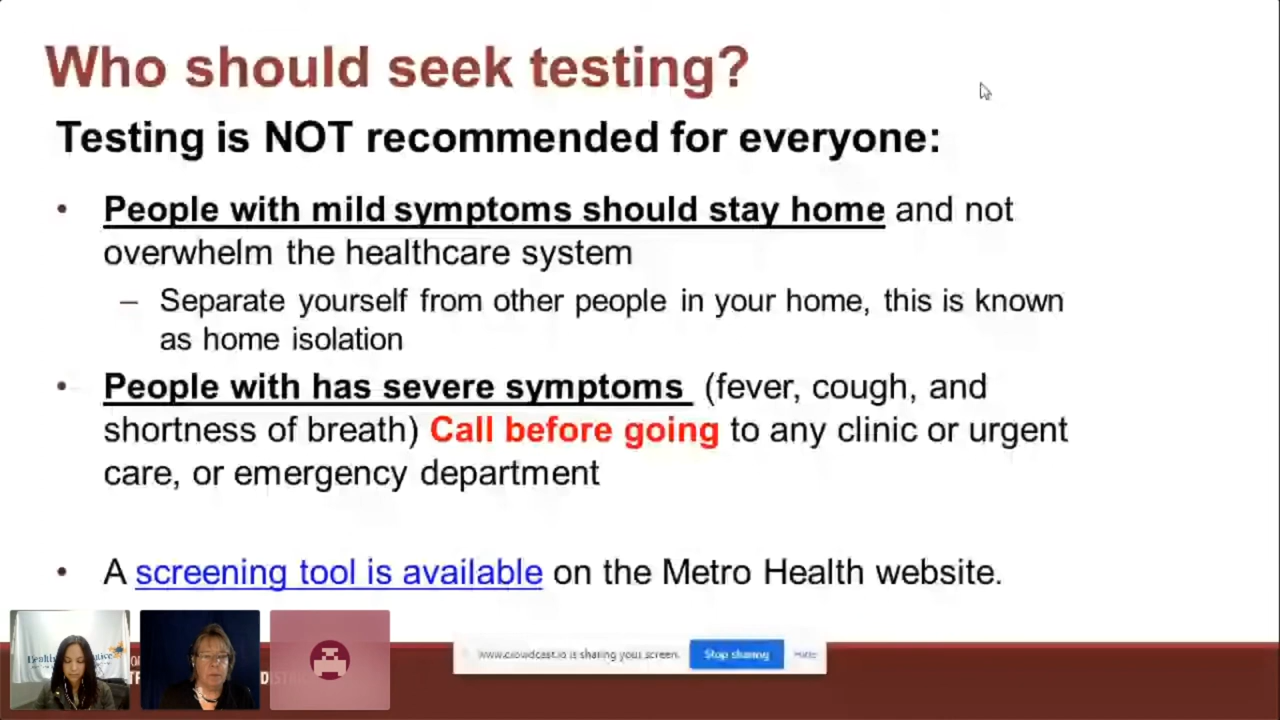 Who should seek testing?
Testing is NOT recommended for everyone:
• People with mild symptoms should stay home and not
overwhelm the healthcare system
– Separate yourself from other people in your home, this is known
as home isolation
• People with has severe symptoms (fever, cough, and
shortness of breath) Call before going to any clinic or urgent
care, or emergency department
• A screening tool is available on the Metro Health website.
www.crowdcast.io is sharing your screen. Stop sharing Hide